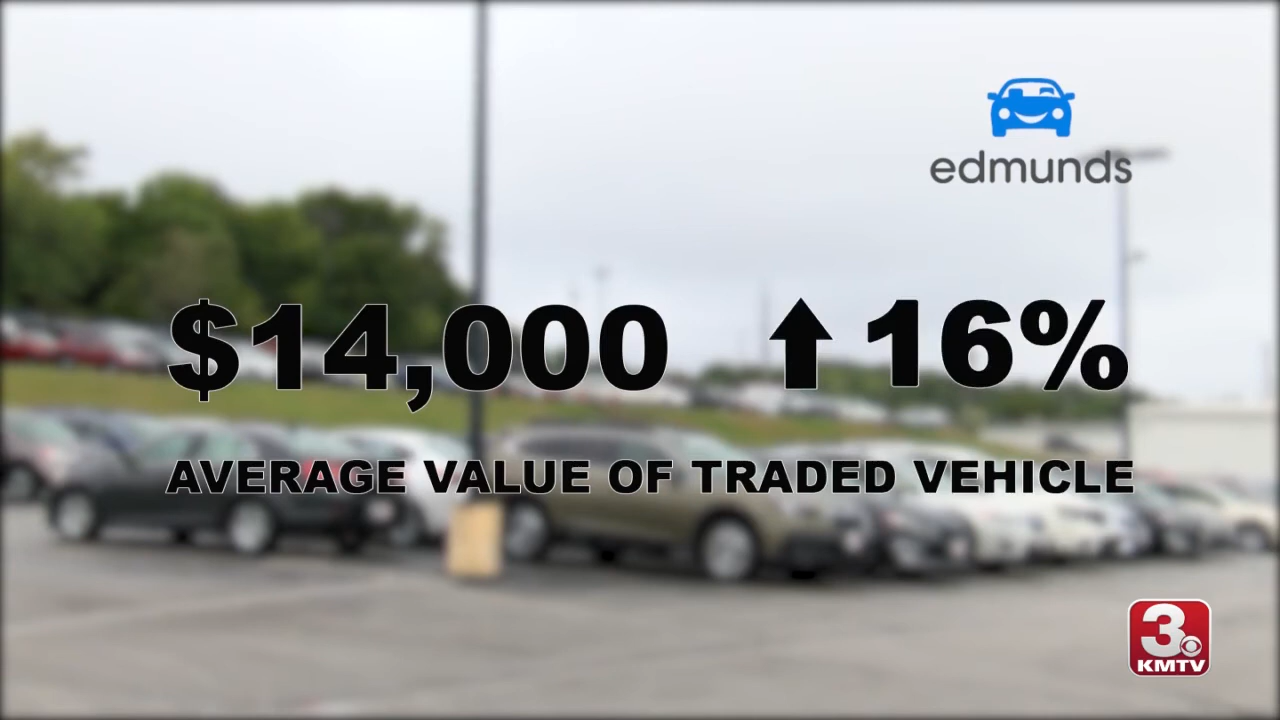 edmunds
$14,000 ⬆ 16%
AVERAGE VALUE OF TRADED VEHICLE
3
KMTV